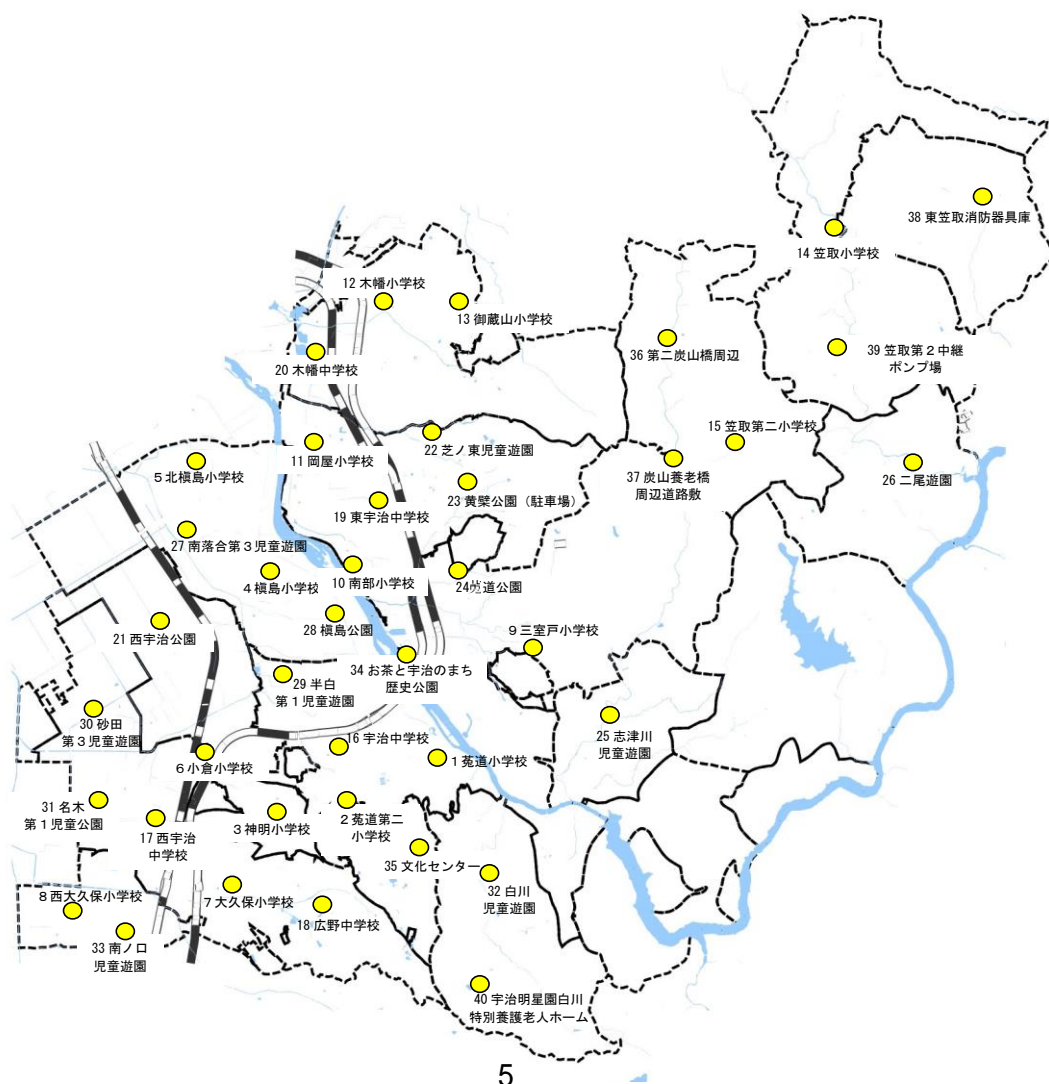 38 東笠取消防器具庫
14 笠取小学校
12 木幡小学校
13 御蔵山小学校
36 第二炭山橋周辺
39 笠取第２中継
ポンプ場
20 木幡中学校
15 笠取第二小学校
22 芝ノ東児童遊園
11 岡屋小学校
5 北槇島小学校
37 炭山養老橋
周辺道路敷
26 二尾遊園
23 黄檗公園（駐車場）
19 東宇治中学校
27 南落合第３児童遊園
10 南部小学校
4 槇島小学校
24 菟道公園
28 槇島公園
21 西宇治公園
9 三室戸小学校
34 お茶と宇治のまち
歴史公園
29 半白
第１児童遊園
30 砂田
第３児童遊園
25 志津川
児童遊園
16 宇治中学校
6 小倉小学校
1 菟道小学校
31 名木
第１児童公園
17 西宇治
中学校
3 神明小学校
2 菟道第二
小学校
35 文化センター
32 白川
児童遊園
8 西大久保小学校
7 大久保小学校
18 広野中学校
33 南ノ口
児童遊園
40 宇治明星園白川
特別養護老人ホーム
5